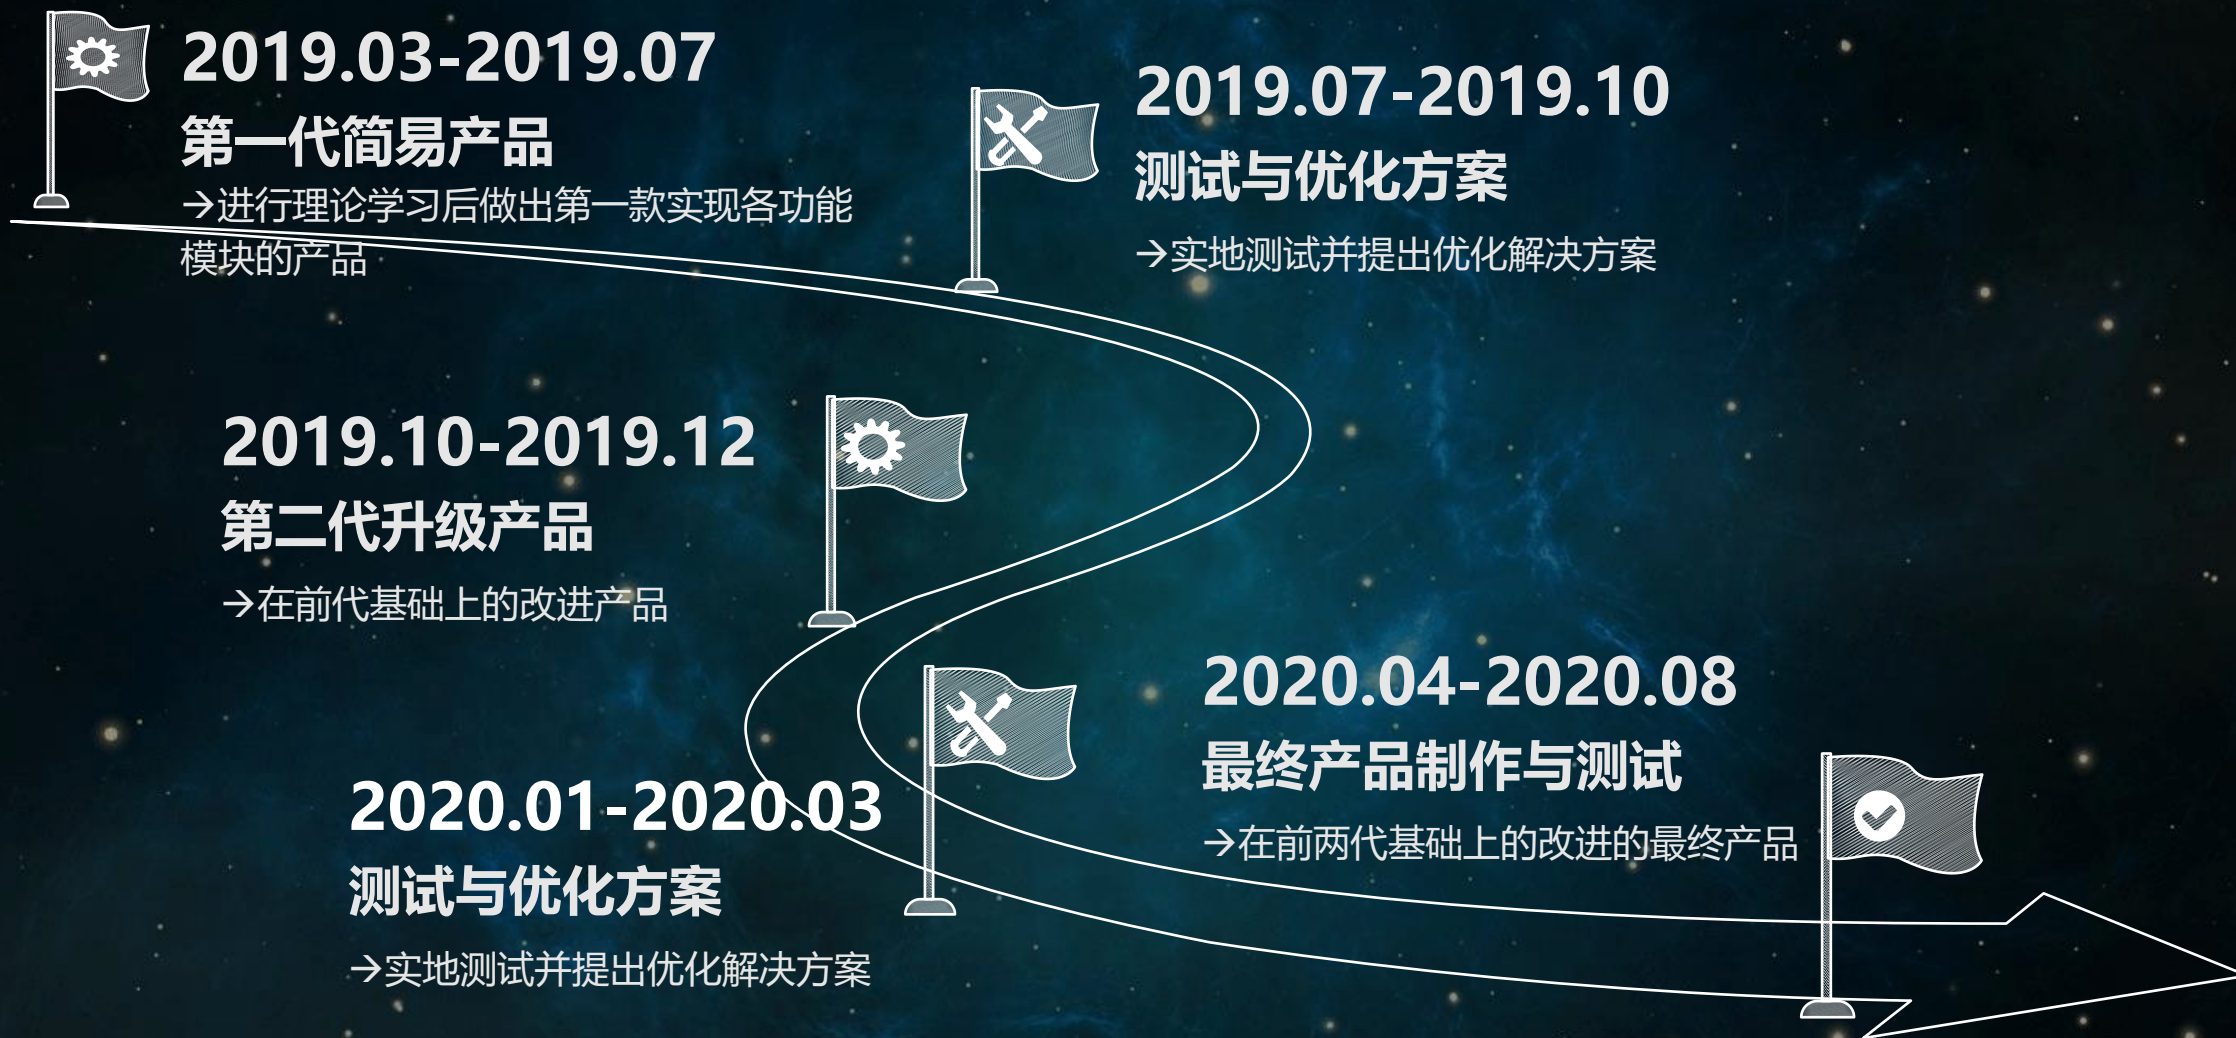 2019.03-2019.07
第一代简易产品
→进行理论学习后做出第一款实现各功能
模块的产品
2019.07-2019.10
测试与优化方案
→实地测试并提出优化解决方案
2019.10-2019.12
第二代升级产品
→在前代基础上的改进产品
2020.01-2020.03
测试与优化方案
→实地测试并提出优化解决方案
2020.04-2020.08
最终产品制作与测试
→在前两代基础上的改进的最终产品